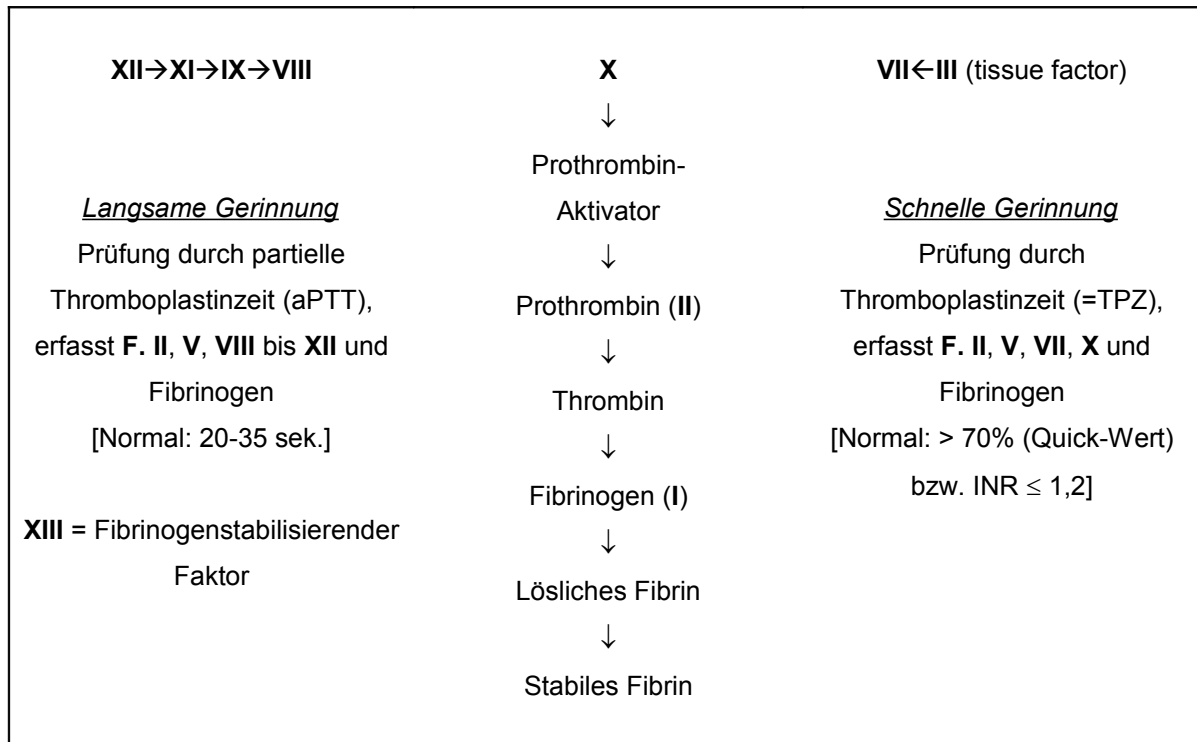 XII→XI→IX→VIII
Langsame Gerinnung
Prüfung durch partielle
Thromboplastinzeit (aPTT),
erfasst F. II, V, VIII bis XII und
Fibrinogen
[Normal: 20-35 sek.]
XIII = Fibrinogenstabilisierender
Faktor
X
↓
Prothrombin-
Aktivator
↓
Prothrombin (II)
↓
Thrombin
↓
Fibrinogen (I)
↓
Lösliches Fibrin
↓
Stabiles Fibrin
VII←III (tissue factor)
Schnelle Gerinnung
Prüfung durch
Thromboplastinzeit (=TPZ),
erfasst F. II, V, VII, X und
Fibrinogen
[Normal: > 70% (Quick-Wert)
bzw. INR ≤ 1,2]